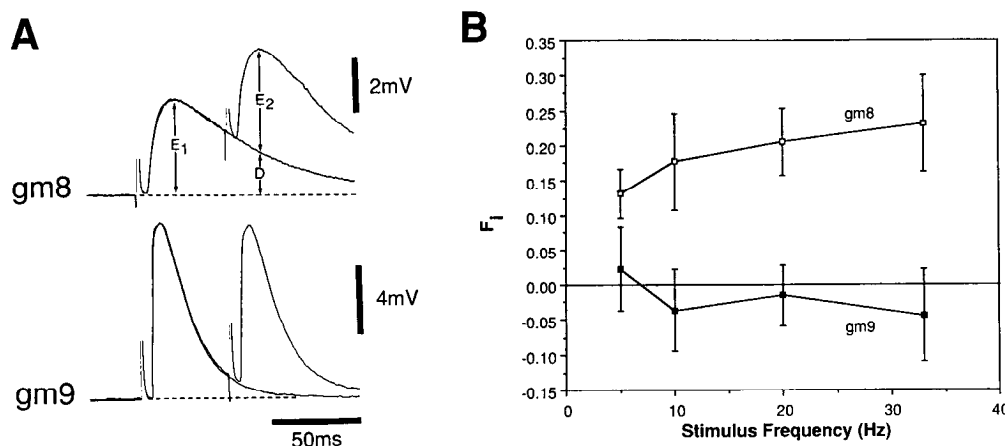 A
2mV
E1
E2
D
gm8
4mV
gm9
50ms
B
0.35
0.30
0.25
0.20
0.15
0.10
0.05
0.00
-0.05
-0.10
-0.15
Fi
gm8
gm9
0
10
20
30
40
Stimulus Frequency (Hz)